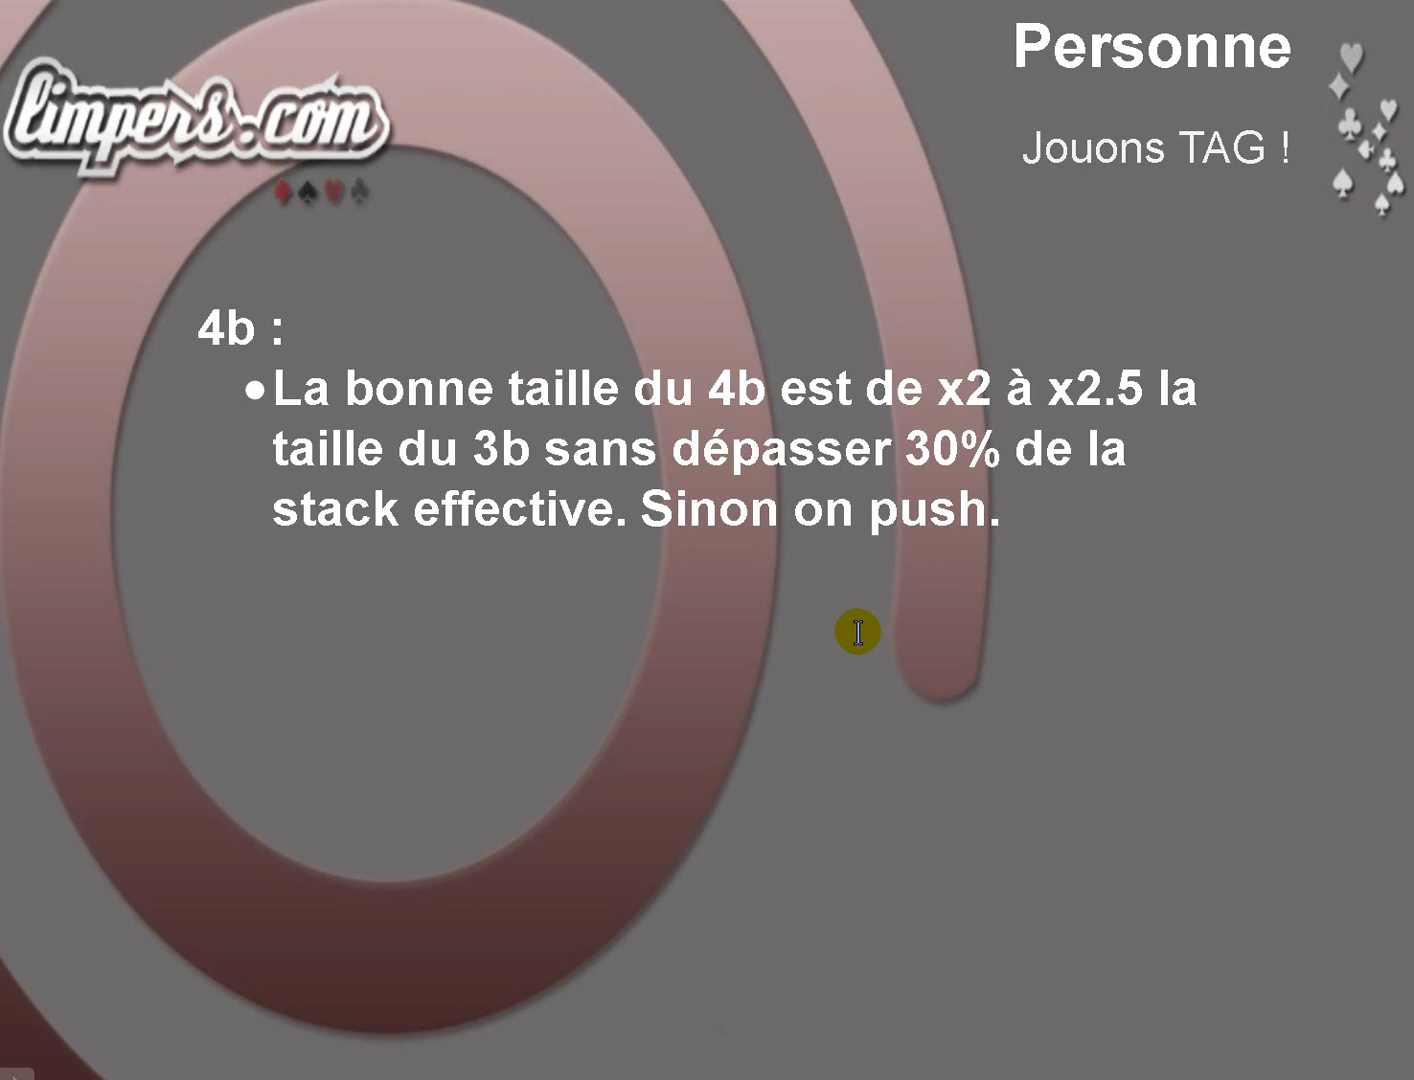 Personne
limpers.com
Jouons TAG !
4b :
•La bonne taille du 4b est de x2 à x2.5 la
taille du 3b sans dépasser 30% de la
stack effective. Sinon on push.